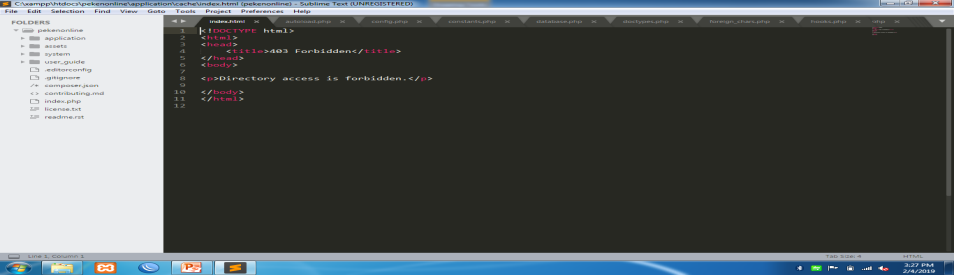 C:\xampp\htdocs\pekenonline\application\cache\index.html (pekenonline) - Sublime Text (UNREGISTERED)
File Edit Selection Find View Goto Tools Project Preferences Help
FOLDERS
pekenonline
application
assets
system
user_guide
.editorconfig
.gitignore
composer.json
contributing.md
index.php
license.txt
readme.rst
index.html autoload.php config.php constants.php database.php doctypes.php foreign_chars.php hooks.php
1 <!DOCTYPE html>
2 <html>
3 <head>
4 <title>403 Forbidden</title>
5 </head>
6 <body>
7
8 <p>Directory access is forbidden.</p>
9
10 </body>
11 </html>
12
Line 1, Column 1 Tab Size: 4 HTML
3:27 PM
2/4/2019